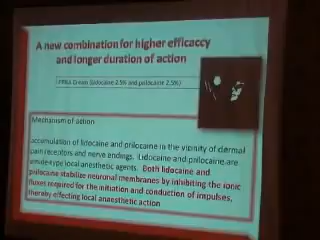 A new combination for higher efficaccy
and longer duration of action
Cream (lidocaine 2.5% and prilocaine 2.5%)
Mechanism of action
accumulation of lidocaine and prilocaine in the vicinity of dermal
pain receptors and nerve endings. Lidocaine and prilocaine are
amide-type local anesthetic agents. Both lidocaine and
prilocaine stabilize neuronal membranes by inhibiting the ionic
fluxes required for the initiation and conduction of impulses,
thereby effecting local anaesthetic action